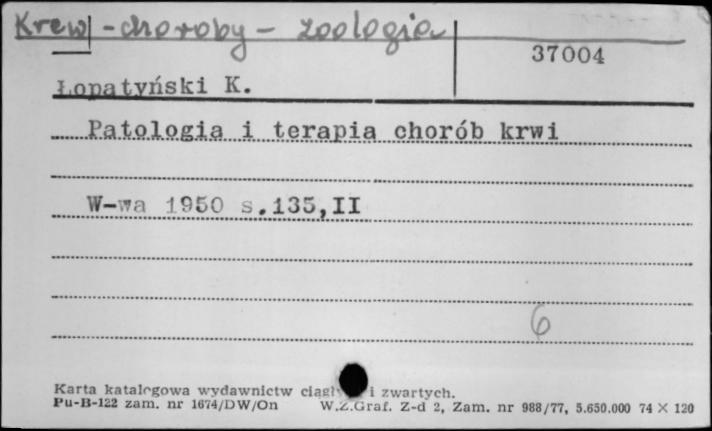 Krew - choroby - zoologia
37004
Łopatyński K.
Patologia i terapia chorób krwi
W-wa 1950 s.135,II
6
Karta katalogowa wydawnictw i zwartych.
Pu-B-122 zam. nr 1674/DW/On W.Z.Graf. Z-d 2, Zam. nr 988/77, 5.650.000 74 × 120